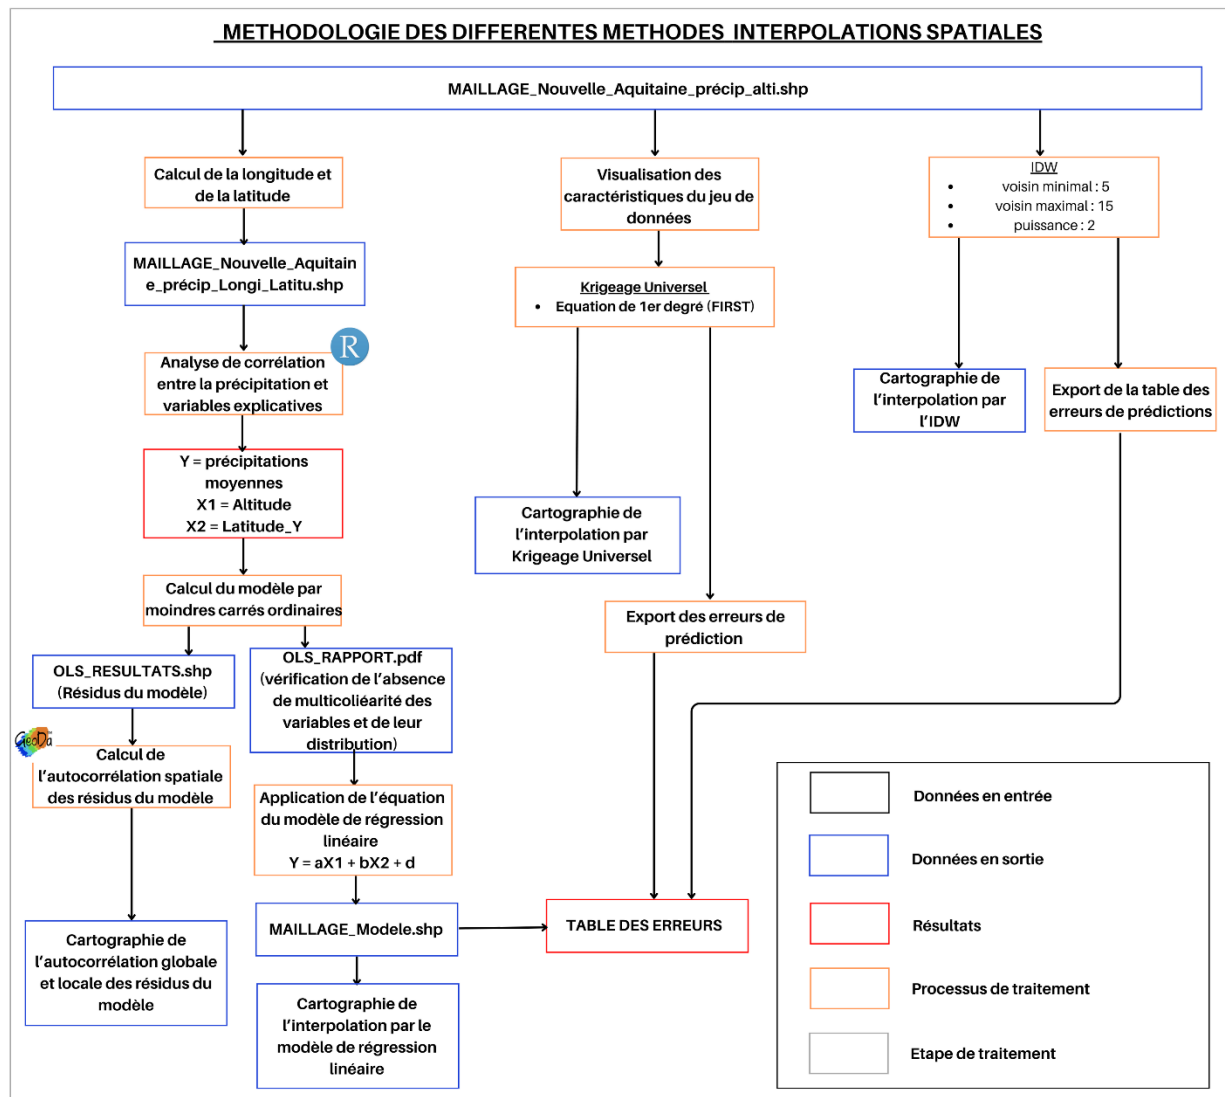 METHODOLOGIE DES DIFFERENTES METHODES INTERPOLATIONS SPATIALES
MAILLAGE_Nouvelle_Aquitaine_précip_alti.shp
Calcul de la longitude et
de la latitude
MAILLAGE_Nouvelle_Aquitain
e_précip_Longi_Latitu.shp
R
Analyse de corrélation
entre la précipitation et
variables explicatives
Y = précipitations
moyennes
X1 = Altitude
X2 = Latitude_Y
Calcul du modèle par
moindres carrés ordinaires
OLS_RESULTATS.shp
(Résidus du modèle)
GeoDa
Calcul de
l'autocorrélation spatiale
des résidus du modèle
Cartographie de
l'autocorrélation globale
et locale des résidus du
modèle
OLS_RAPPORT.pdf
(vérification de l'absence
de multicoliéarité des
variables et de leur
distribution)
Application de l'équation
du modèle de régression
linéaire
Y = aX1 + bX2 + d
MAILLAGE_Modele.shp
Cartographie de
l'interpolation par le
modèle de régression
linéaire
Visualisation des
caractéristiques du jeu de
données
Krigeage Universel
• Equation de 1er degré (FIRST)
Cartographie de
l'interpolation par
Krigeage Universel
Export des erreurs de
prédiction
TABLE DES ERREURS
IDW
• voisin minimal : 5
• voisin maximal : 15
• puissance : 2
Cartographie de
l'interpolation par
l'IDW
Export de la table des
erreurs de prédictions
Données en entrée
Données en sortie
Résultats
Processus de traitement
Etape de traitement